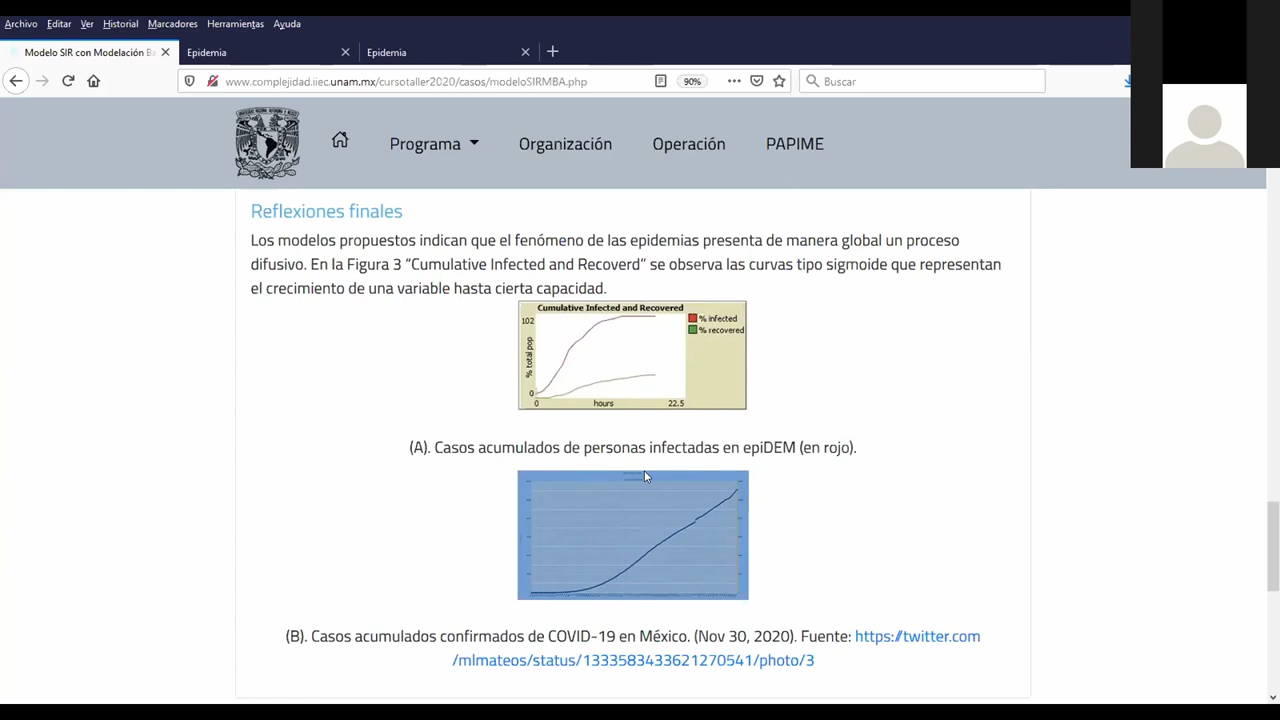 Archivo Editar Ver Historial Marcadores Herramientas Ayuda
Modelo SIR con Modelación Ba
Epidemia
Epidemia
www.complejidad.iiec.unam.mx/cursotaller2020/casos/modeloSIRMBA.php
90%
Buscar
Programa
Organización
Operación
PAPIME
Reflexiones finales
Los modelos propuestos indican que el fenómeno de las epidemias presenta de manera global un proceso
difusivo. En la Figura 3 "Cumulative Infected and Recoverd" se observa las curvas tipo sigmoide que representan
el crecimiento de una variable hasta cierta capacidad.
Cumulative Infected and Recovered
102
% total pop
0
0
hours
22.5
% infected
% recovered
(A). Casos acumulados de personas infectadas en epiDEM (en rojo).
(B). Casos acumulados confirmados de COVID-19 en México. (Nov 30, 2020). Fuente: https://twitter.com
/mlmateos/status/1333583433621270541/photo/3